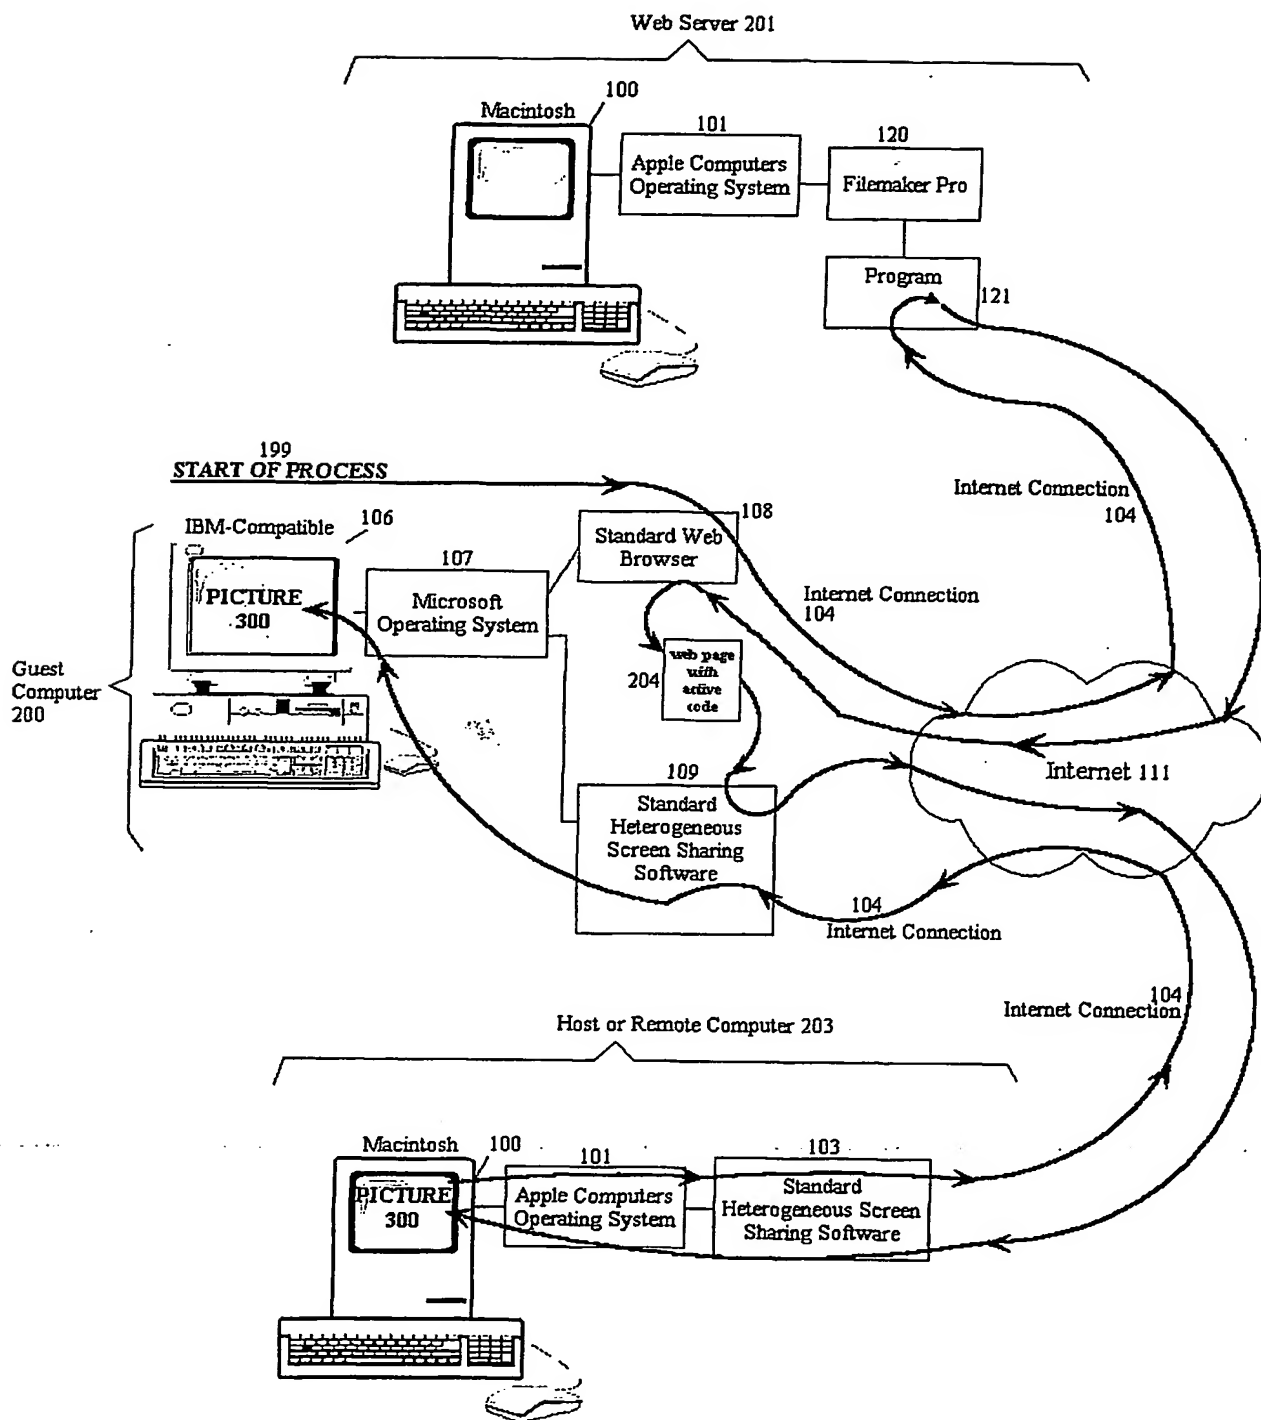 Web Server 201
Macintosh
100
101
Apple Computers
Operating System
120
Filemaker Pro
Program
121
199
START OF PROCESS
Internet Connection
104
IBM-Compatible
106
PICTURE
300
107
Microsoft
Operating System
108
Standard Web
Browser
Internet Connection
104
Guest
Computer
200
204
web page
with
active
code
109
Standard
Heterogeneous
Screen Sharing
Software
Internet 111
104
Internet Connection
104
Internet Connection
Host or Remote Computer 203
Macintosh
100
PICTURE
300
101
Apple Computers
Operating System
103
Standard
Heterogeneous Screen
Sharing Software